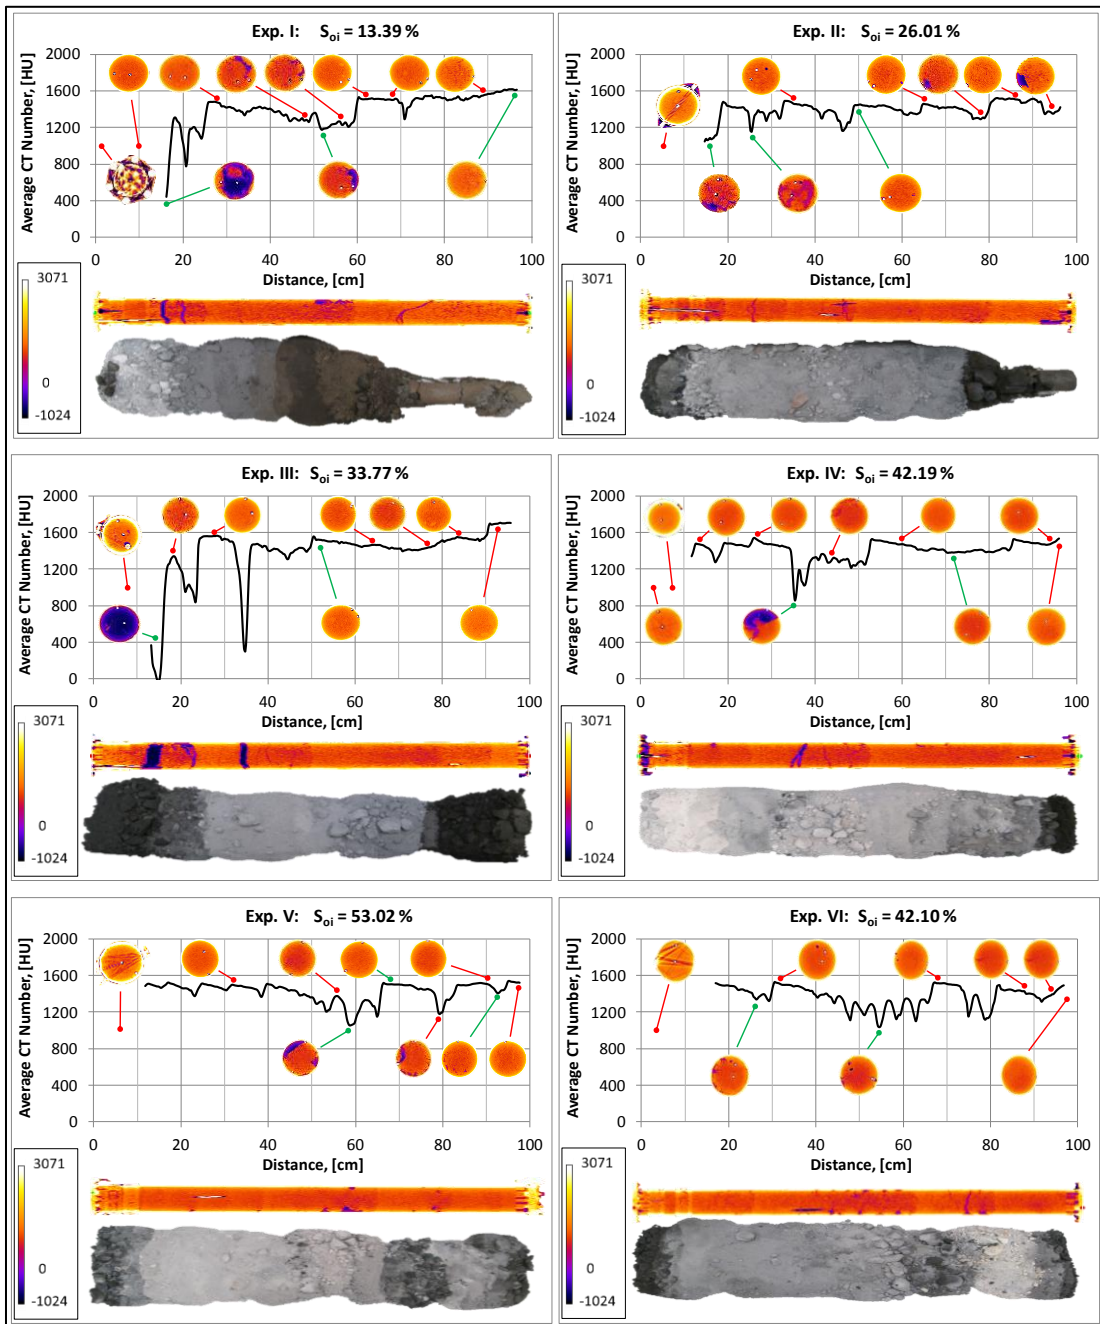 Exp. I: Soi = 13.39 %
Average CT Number, [HU]
2000
1600
1200
800
400
0
0 20 40 60 80 100
Distance, [cm]
3071
0
-1024
Exp. II: Soi = 26.01 %
Average CT Number, [HU]
2000
1600
1200
800
400
0
0 20 40 60 80 100
Distance, [cm]
3071
0
-1024
Exp. III: Soi = 33.77 %
Average CT Number, [HU]
2000
1600
1200
800
400
0
0 20 40 60 80 100
Distance, [cm]
3071
0
-1024
Exp. IV: Soi = 42.19 %
Average CT Number, [HU]
2000
1600
1200
800
400
0
0 20 40 60 80 100
Distance, [cm]
3071
0
-1024
Exp. V: Soi = 53.02 %
Average CT Number, [HU]
2000
1600
1200
800
400
0
0 20 40 60 80 100
Distance, [cm]
3071
0
-1024
Exp. VI: Soi = 42.10 %
Average CT Number, [HU]
2000
1600
1200
800
400
0
0 20 40 60 80 100
Distance, [cm]
3071
0
-1024